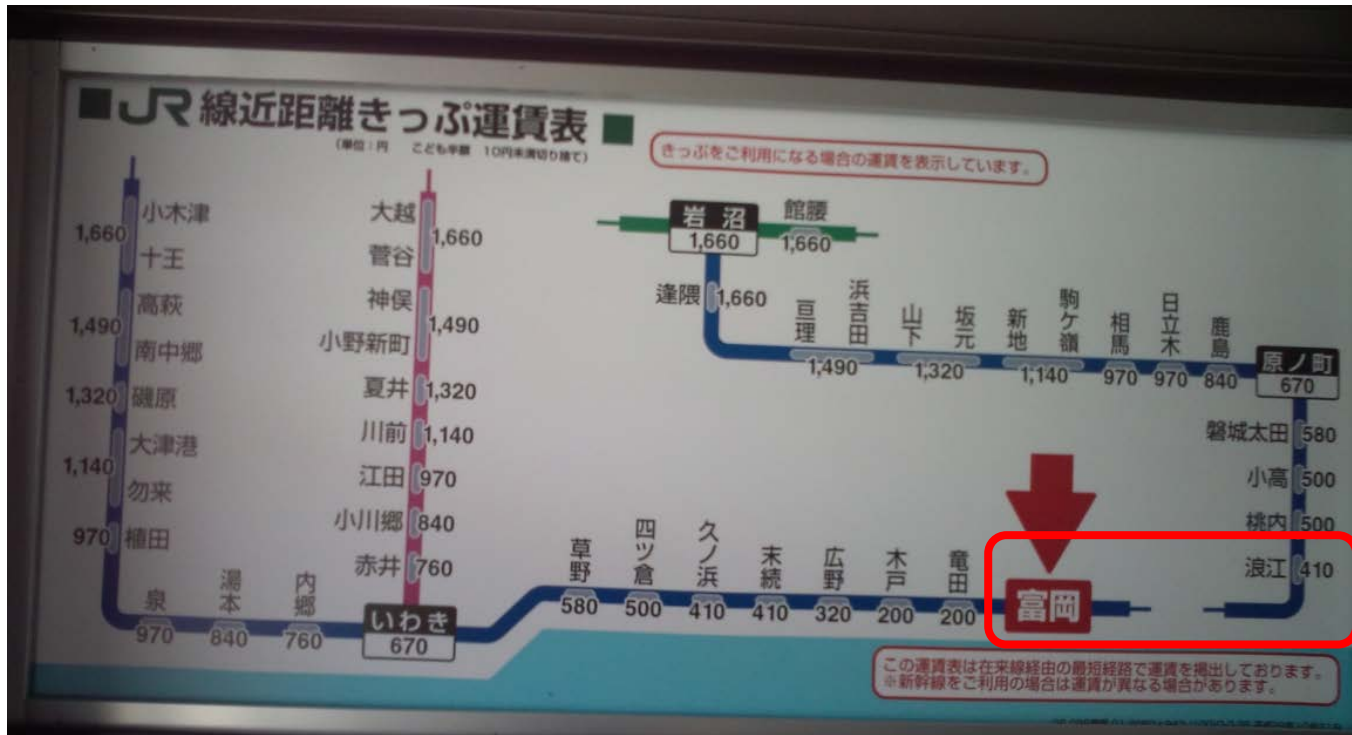 ■JR線近距離きっぷ運賃表■
(単位：円 こども半額 10円未満切り捨て)
きっぷをご利用になる場合の運賃を表示しています。
小木津
1,660
十王
高萩
1,490
南中郷
1,320 磯原
大津港
1,140
勿来
970 植田
泉
970
湯本
840
内郷
760
いわき
670
大越
1,660
菅谷
神俣
1,490
小野新町
夏井 1,320
川前 1,140
江田 970
小川郷 840
赤井 760
岩沼
1,660
館腰
1,660
逢隈 1,660
亘理
浜吉田
1,490
山下
坂元
1,320
新地
駒ケ嶺
1,140
相馬
970
日立木
970
鹿島
840
原ノ町
670
磐城太田 580
小高 500
桃内 500
浪江 410
草野
580
四ツ倉
500
久ノ浜
410
末続
410
広野
320
木戸
200
竜田
200
富岡
この運賃表は在来線経由の最短経路で運賃を掲出しております。
※新幹線をご利用の場合は運賃が異なる場合があります。